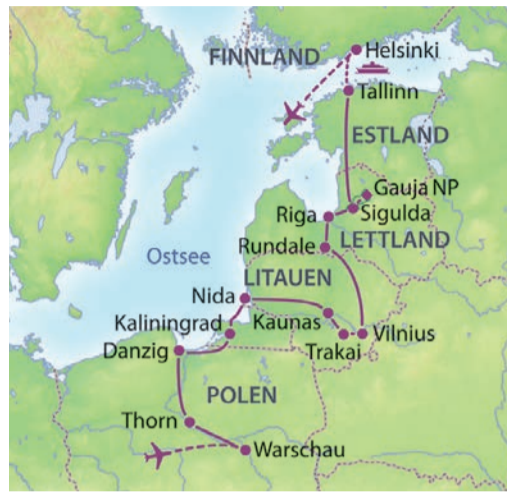 FINNLAND
Helsinki
Tallinn
ESTLAND
Gauja NP
Riga
Sigulda
Rundale
LETTLAND
Ostsee
LITAUEN
Nida
Kaliningrad
Kaunas
Vilnius
Danzig
Trakai
POLEN
Thorn
Warschau